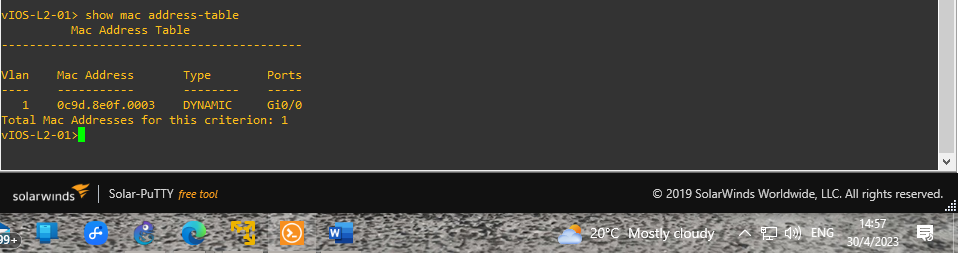 vIOS-L2-01> show mac address-table
Mac Address Table
-------------------------------------------
Vlan    Mac Address       Type        Ports
----    -----------       --------    -----
1    0c9d.8e0f.0003    DYNAMIC     Gi0/0
Total Mac Addresses for this criterion: 1
vIOS-L2-01>
solarwinds Solar-PuTTY free tool © 2019 SolarWinds Worldwide, LLC. All rights reserved.
99+ W 20°C Mostly cloudy ENG 14:57
30/4/2023